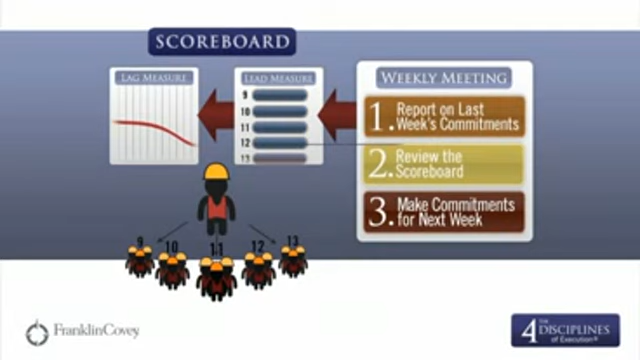 SCOREBOARD
LAG MEASURE
LEAD MEASURE
9
10
11
12
13
WEEKLY MEETING
1. Report on Last
Week's Commitments
2. Review the
Scoreboard
3. Make Commitments
for Next Week
9
10
11
12
13
FranklinCovey
THE
4 DISCIPLINES
of Execution®